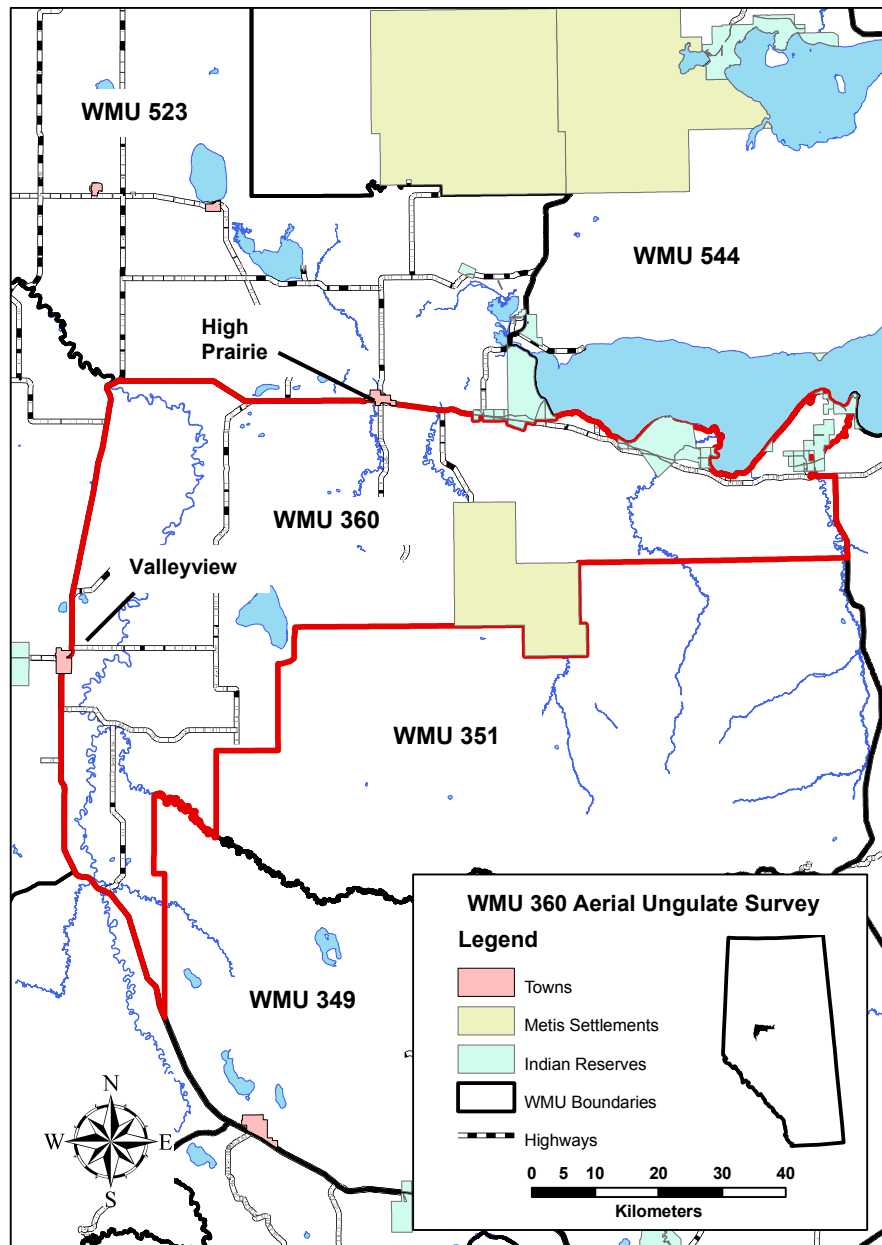 WMU 523
WMU 544
High
Prairie
WMU 360
Valleyview
WMU 351
WMU 349
N
W
E
S
WMU 360 Aerial Ungulate Survey
Legend
Towns
Metis Settlements
Indian Reserves
WMU Boundaries
Highways
0 5 10 20 30 40
Kilometers